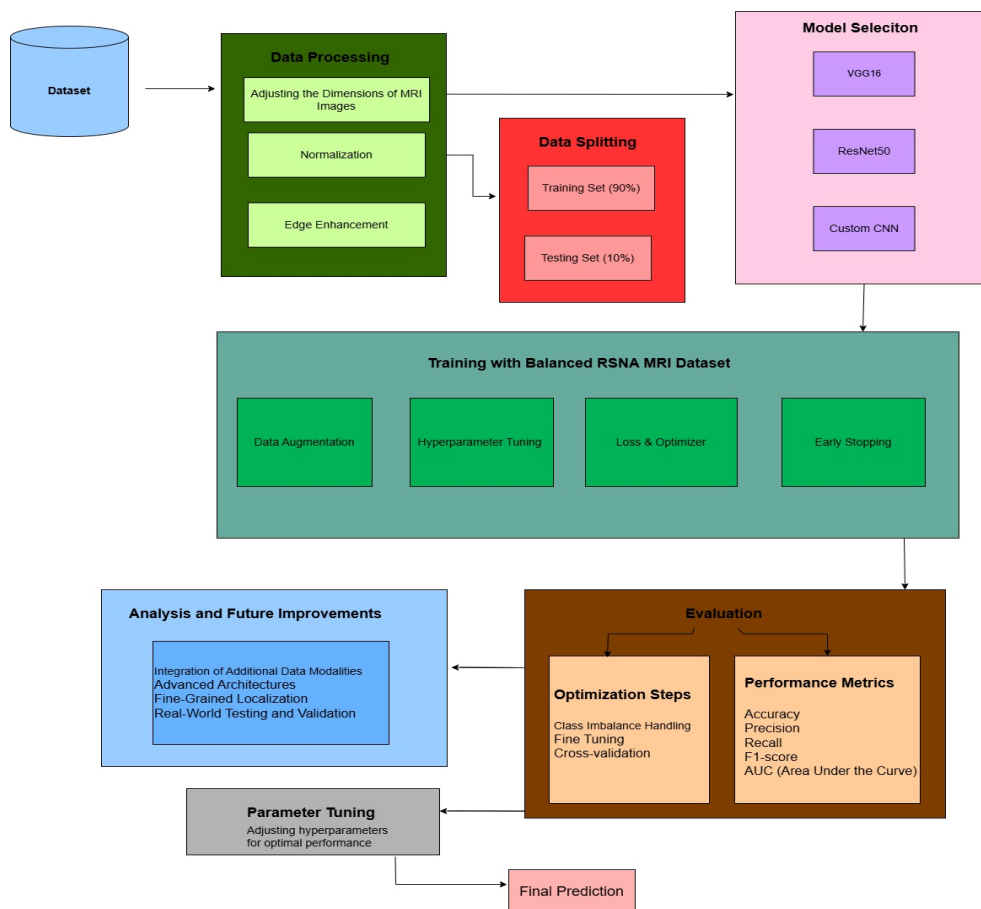 Dataset
Data Processing
Adjusting the Dimensions of MRI
Images
Normalization
Edge Enhancement
Data Splitting
Training Set (90%)
Testing Set (10%)
Model Seleciton
VGG16
ResNet50
Custom CNN
Training with Balanced RSNA MRI Dataset
Data Augmentation
Hyperparameter Tuning
Loss & Optimizer
Early Stopping
Evaluation
Optimization Steps
Class Imbalance Handling
Fine Tuning
Cross-validation
Performance Metrics
Accuracy
Precision
Recall
F1-score
AUC (Area Under the Curve)
Analysis and Future Improvements
Integration of Additional Data Modalities
Advanced Architectures
Fine-Grained Localization
Real-World Testing and Validation
Parameter Tuning
Adjusting hyperparameters
for optimal performance
Final Prediction